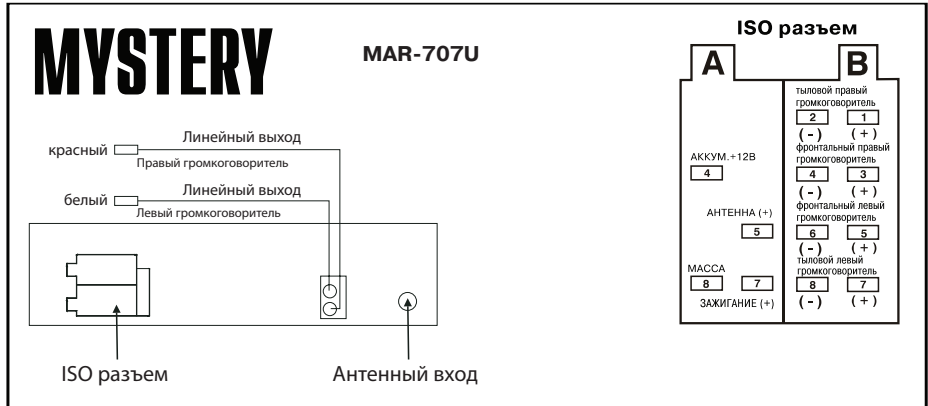 MYSTERY
MAR-707U
красный
Линейный выход
Правый громкоговоритель
белый
Линейный выход
Левый громкоговоритель
ISO разъем
Антенный вход
ISO разъем
A
B
АККУМ.+12В
4
АНТЕННА (+)
5
МАССА
8 7
ЗАЖИГАНИЕ (+)
тыловой правый
громкоговоритель
2 1
(-) (+)
фронтальный правый
громкоговоритель
4 3
(-) (+)
фронтальный левый
громкоговоритель
6 5
(-) (+)
тыловой левый
громкоговоритель
8 7
(-) (+)